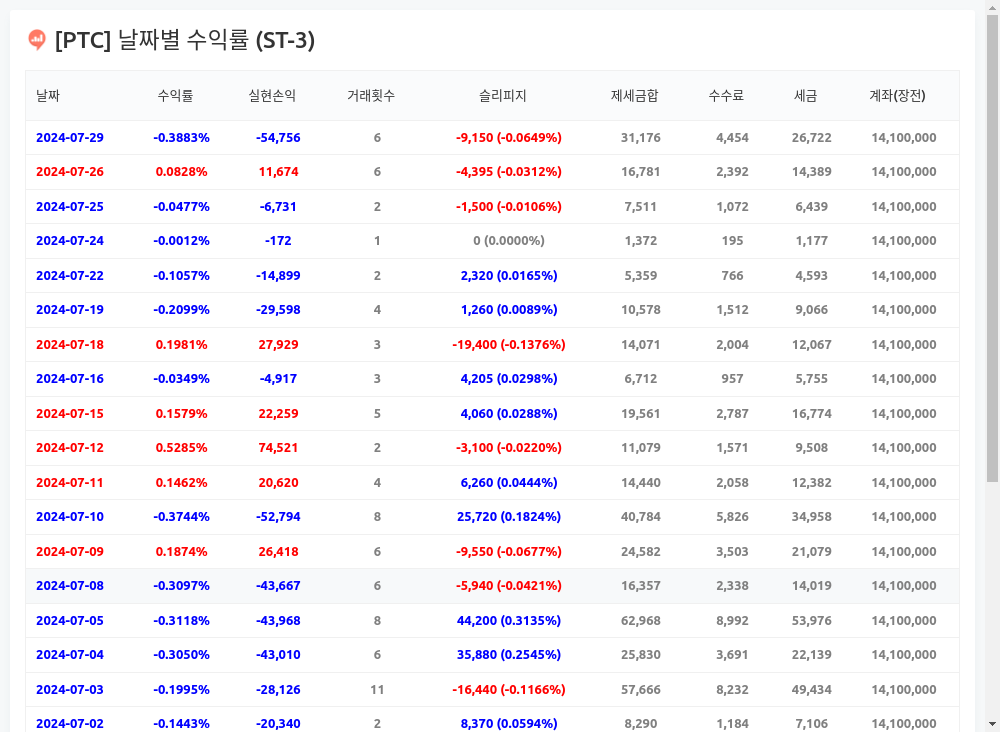 [PTC] 날짜별 수익률 (ST-3)
날짜 수익률 실현손익 거래횟수 슬리피지 제세금합 수수료 세금 계좌(장전)
2024-07-29 -0.3883% -54,756 6 -9,150 (-0.0649%) 31,176 4,454 26,722 14,100,000
2024-07-26 0.0828% 11,674 6 -4,395 (-0.0312%) 16,781 2,392 14,389 14,100,000
2024-07-25 -0.0477% -6,731 2 -1,500 (-0.0106%) 7,511 1,072 6,439 14,100,000
2024-07-24 -0.0012% -172 1 0 (0.0000%) 1,372 195 1,177 14,100,000
2024-07-22 -0.1057% -14,899 2 2,320 (0.0165%) 5,359 766 4,593 14,100,000
2024-07-19 -0.2099% -29,598 4 1,260 (0.0089%) 10,578 1,512 9,066 14,100,000
2024-07-18 0.1981% 27,929 3 -19,400 (-0.1376%) 14,071 2,004 12,067 14,100,000
2024-07-16 -0.0349% -4,917 3 4,205 (0.0298%) 6,712 957 5,755 14,100,000
2024-07-15 0.1579% 22,259 5 4,060 (0.0288%) 19,561 2,787 16,774 14,100,000
2024-07-12 0.5285% 74,521 2 -3,100 (-0.0220%) 11,079 1,571 9,508 14,100,000
2024-07-11 0.1462% 20,620 4 6,260 (0.0444%) 14,440 2,058 12,382 14,100,000
2024-07-10 -0.3744% -52,794 8 25,720 (0.1824%) 40,784 5,826 34,958 14,100,000
2024-07-09 0.1874% 26,418 6 -9,550 (-0.0677%) 24,582 3,503 21,079 14,100,000
2024-07-08 -0.3097% -43,667 6 -5,940 (-0.0421%) 16,357 2,338 14,019 14,100,000
2024-07-05 -0.3118% -43,968 8 44,200 (0.3135%) 62,968 8,992 53,976 14,100,000
2024-07-04 -0.3050% -43,010 6 35,880 (0.2545%) 25,830 3,691 22,139 14,100,000
2024-07-03 -0.1995% -28,126 11 -16,440 (-0.1166%) 57,666 8,232 49,434 14,100,000
2024-07-02 -0.1443% -20,340 2 8,370 (0.0594%) 8,290 1,184 7,106 14,100,000